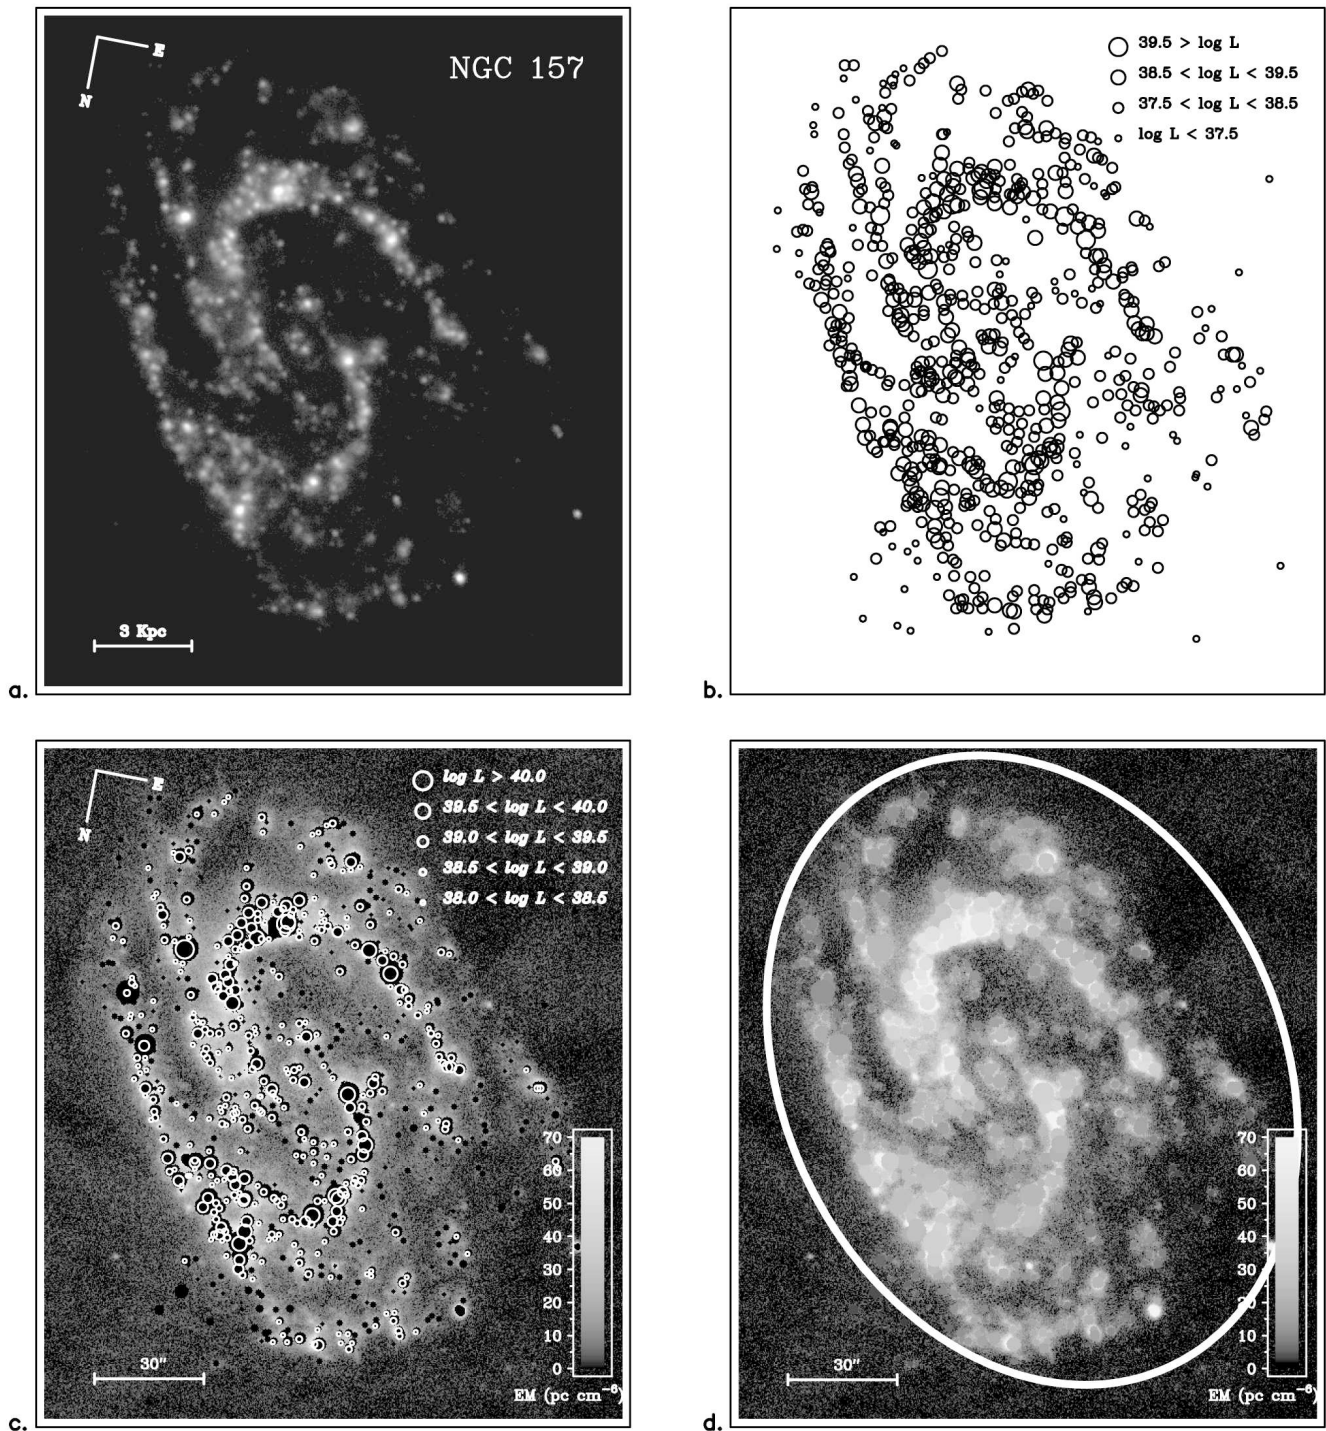 E
N
NGC 157
3 Kpc
a.
39.5 > log L
38.5 < log L < 39.5
37.5 < log L < 38.5
log L < 37.5
b.
E
N
log L > 40.0
39.5 < log L < 40.0
39.0 < log L < 39.5
38.5 < log L < 39.0
38.0 < log L < 38.5
70
60
50
40
30
20
10
0
30"
EM (pc cm⁻⁶)
c.
70
60
50
40
30
20
10
0
30"
EM (pc cm⁻⁶)
d.